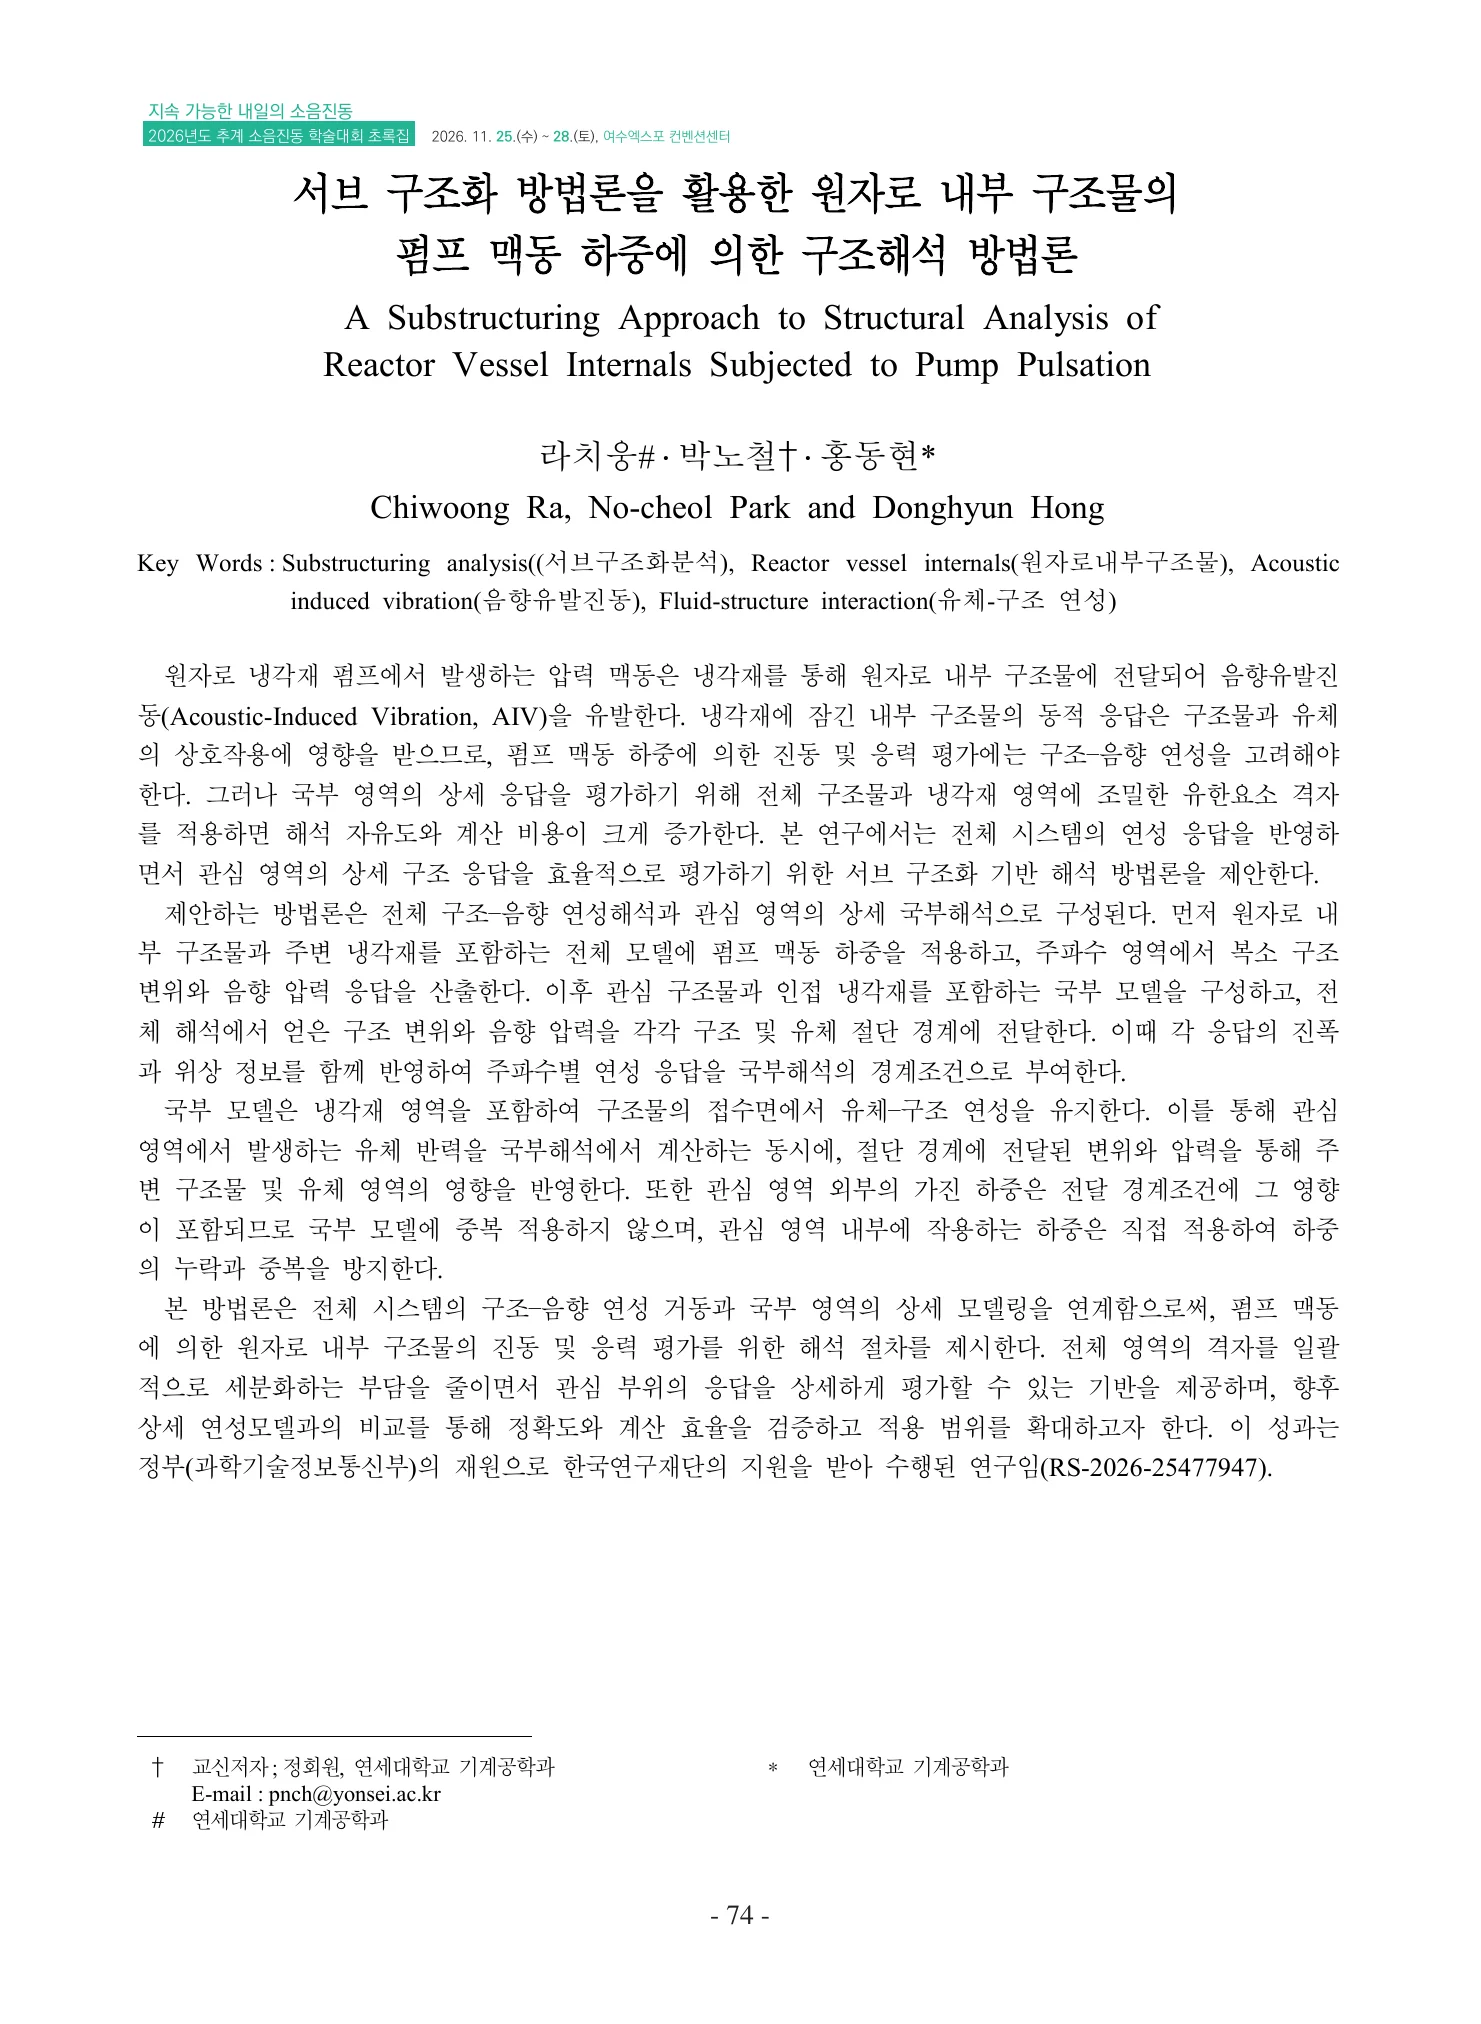 지속 가능한 내일의 소음진동
2026년도 추계 소음진동 학술대회 초록집 2026. 11. 25.(수) ~ 28.(토), 여수엑스포 컨벤션센터
서브 구조화 방법론을 활용한 원자로 내부 구조물의
펌프 맥동 하중에 의한 구조해석 방법론
A Substructuring Approach to Structural Analysis of
Reactor Vessel Internals Subjected to Pump Pulsation
라치웅# · 박노철† · 홍동현*
Chiwoong Ra, No-cheol Park and Donghyun Hong
Key Words : Substructuring analysis((서브구조화분석), Reactor vessel internals(원자로내부구조물), Acoustic
induced vibration(음향유발진동), Fluid-structure interaction(유체-구조 연성)
원자로 냉각재 펌프에서 발생하는 압력 맥동은 냉각재를 통해 원자로 내부 구조물에 전달되어 음향유발진
동(Acoustic-Induced Vibration, AIV)을 유발한다. 냉각재에 잠긴 내부 구조물의 동적 응답은 구조물과 유체
의 상호작용에 영향을 받으므로, 펌프 맥동 하중에 의한 진동 및 응력 평가에는 구조–음향 연성을 고려해야
한다. 그러나 국부 영역의 상세 응답을 평가하기 위해 전체 구조물과 냉각재 영역에 조밀한 유한요소 격자
를 적용하면 해석 자유도와 계산 비용이 크게 증가한다. 본 연구에서는 전체 시스템의 연성 응답을 반영하
면서 관심 영역의 상세 구조 응답을 효율적으로 평가하기 위한 서브 구조화 기반 해석 방법론을 제안한다.
제안하는 방법론은 전체 구조–음향 연성해석과 관심 영역의 상세 국부해석으로 구성된다. 먼저 원자로 내
부 구조물과 주변 냉각재를 포함하는 전체 모델에 펌프 맥동 하중을 적용하고, 주파수 영역에서 복소 구조
변위와 음향 압력 응답을 산출한다. 이후 관심 구조물과 인접 냉각재를 포함하는 국부 모델을 구성하고, 전
체 해석에서 얻은 구조 변위와 음향 압력을 각각 구조 및 유체 절단 경계에 전달한다. 이때 각 응답의 진폭
과 위상 정보를 함께 반영하여 주파수별 연성 응답을 국부해석의 경계조건으로 부여한다.
국부 모델은 냉각재 영역을 포함하여 구조물의 접수면에서 유체–구조 연성을 유지한다. 이를 통해 관심
영역에서 발생하는 유체 반력을 국부해석에서 계산하는 동시에, 절단 경계에 전달된 변위와 압력을 통해 주
변 구조물 및 유체 영역의 영향을 반영한다. 또한 관심 영역 외부의 가진 하중은 전달 경계조건에 그 영향
이 포함되므로 국부 모델에 중복 적용하지 않으며, 관심 영역 내부에 작용하는 하중은 직접 적용하여 하중
의 누락과 중복을 방지한다.
본 방법론은 전체 시스템의 구조–음향 연성 거동과 국부 영역의 상세 모델링을 연계함으로써, 펌프 맥동
에 의한 원자로 내부 구조물의 진동 및 응력 평가를 위한 해석 절차를 제시한다. 전체 영역의 격자를 일괄
적으로 세분화하는 부담을 줄이면서 관심 부위의 응답을 상세하게 평가할 수 있는 기반을 제공하며, 향후
상세 연성모델과의 비교를 통해 정확도와 계산 효율을 검증하고 적용 범위를 확대하고자 한다. 이 성과는
정부(과학기술정보통신부)의 재원으로 한국연구재단의 지원을 받아 수행된 연구임(RS-2026-25477947).
† 교신저자 ; 정회원, 연세대학교 기계공학과
E-mail : pnch@yonsei.ac.kr
# 연세대학교 기계공학과
* 연세대학교 기계공학과
- 74 -